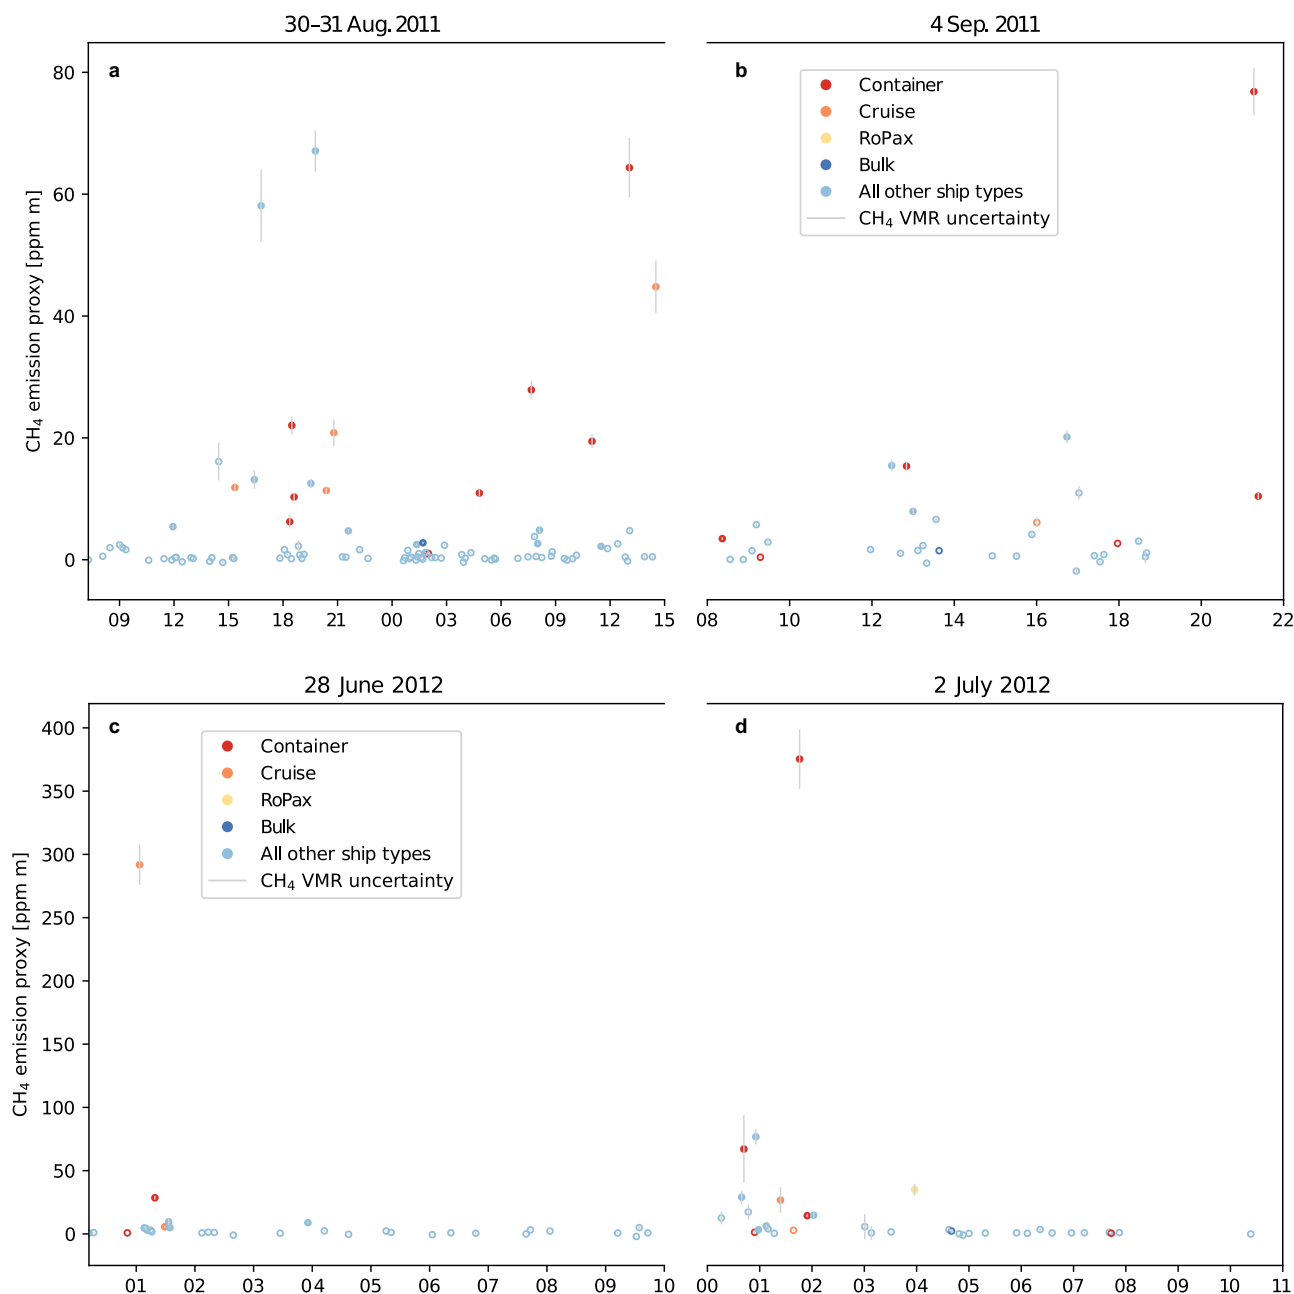 30–31 Aug. 2011
4 Sep. 2011
a
b
80
60
40
20
0
CH₄ emission proxy [ppm m]
Container
Cruise
RoPax
Bulk
All other ship types
CH₄ VMR uncertainty
09 12 15 18 21 00 03 06 09 12 15
08 10 12 14 16 18 20 22
28 June 2012
2 July 2012
c
d
400
350
300
250
200
150
100
50
0
CH₄ emission proxy [ppm m]
Container
Cruise
RoPax
Bulk
All other ship types
CH₄ VMR uncertainty
01 02 03 04 05 06 07 08 09 10
00 01 02 03 04 05 06 07 08 09 10 11